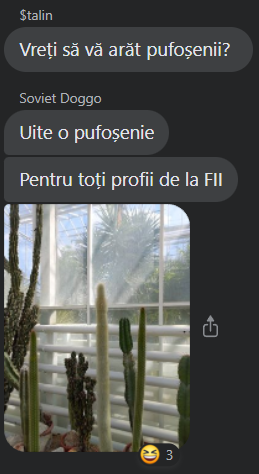 $talin
Vreți să vă arăt pufoșenii?
Soviet Doggo
Uite o pufoșenie
Pentru toți profii de la FII
3